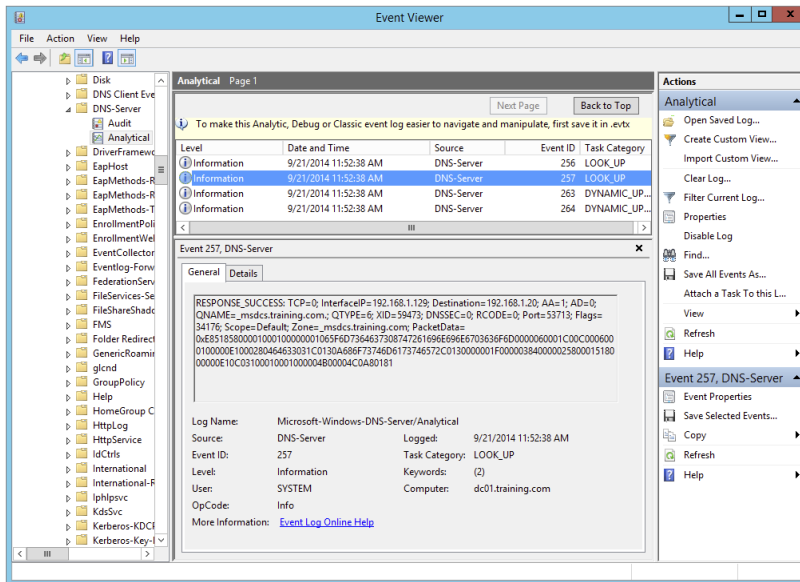 Event Viewer
File Action View Help
Disk
DNS Client Eve
DNS-Server
Audit
Analytical
DriverFramewo
EapHost
EapMethods-R
EapMethods-R
EapMethods-T
EnrollmentPoli
EnrollmentWel
EventCollector
Eventlog-Forw
FederationServ
FileServices-Se
FileShareShado
FMS
Folder Redirect
GenericRoamin
glcnd
GroupPolicy
Help
HomeGroup C
HttpLog
HttpService
IdCtrls
International
International-R
Iphlpsvc
KdsSvc
Kerberos-KDCF
Kerberos-Key-I
Analytical Page 1
Next Page Back to Top
To make this Analytic, Debug or Classic event log easier to navigate and manipulate, first save it in .evtx
Level Date and Time Source Event ID Task Category
Information 9/21/2014 11:52:38 AM DNS-Server 256 LOOK_UP
Information 9/21/2014 11:52:38 AM DNS-Server 257 LOOK_UP
Information 9/21/2014 11:52:38 AM DNS-Server 263 DYNAMIC_UP...
Information 9/21/2014 11:52:38 AM DNS-Server 264 DYNAMIC_UP...
Event 257, DNS-Server
General Details
RESPONSE_SUCCESS: TCP=0; InterfaceIP=192.168.1.129; Destination=192.168.1.20; AA=1; AD=0;
QNAME=_msdcs.training.com.; QTYPE=6; XID=59473; DNSSEC=0; RCODE=0; Port=53713; Flags=
34176; Scope=Default; Zone=_msdcs.training.com; PacketData=
Log Name: Microsoft-Windows-DNS-Server/Analytical
Source: DNS-Server Logged: 9/21/2014 11:52:38 AM
Event ID: 257 Task Category: LOOK_UP
Level: Information Keywords: (2)
User: SYSTEM Computer: dc01.training.com
OpCode: Info
More Information: Event Log Online Help
Actions
Analytical
Open Saved Log...
Create Custom View...
Import Custom View...
Clear Log...
Filter Current Log...
Properties
Disable Log
Find...
Save All Events As...
Attach a Task To this L...
View
Refresh
Help
Event 257, DNS-Server
Event Properties
Save Selected Events...
Copy
Refresh
Help